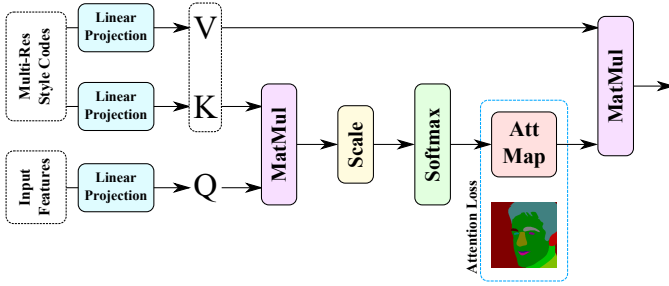 Multi-Res
Style Codes
Linear
Projection
V
Linear
Projection
K
Input
Features
Linear
Projection
Q
MatMul
Scale
Softmax
Att
Map
Attention Loss
MatMul